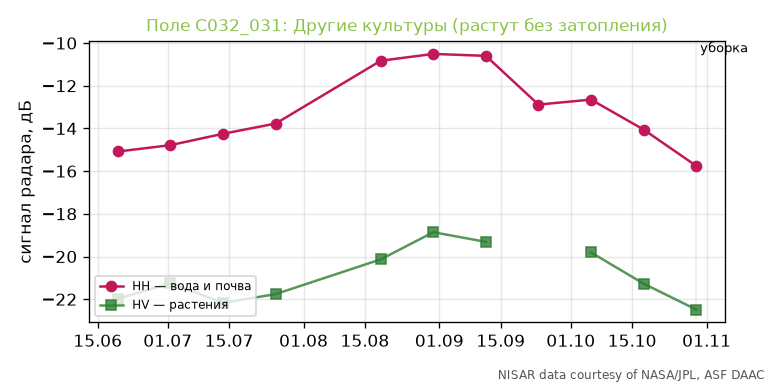 Поле C032_031: Другие культуры (растут без затопления)
уборка
сигнал радара, дБ
−10
−12
−14
−16
−18
−20
−22
HH — вода и почва
HV — растения
15.06 01.07 15.07 01.08 15.08 01.09 15.09 01.10 15.10 01.11
NISAR data courtesy of NASA/JPL, ASF DAAC